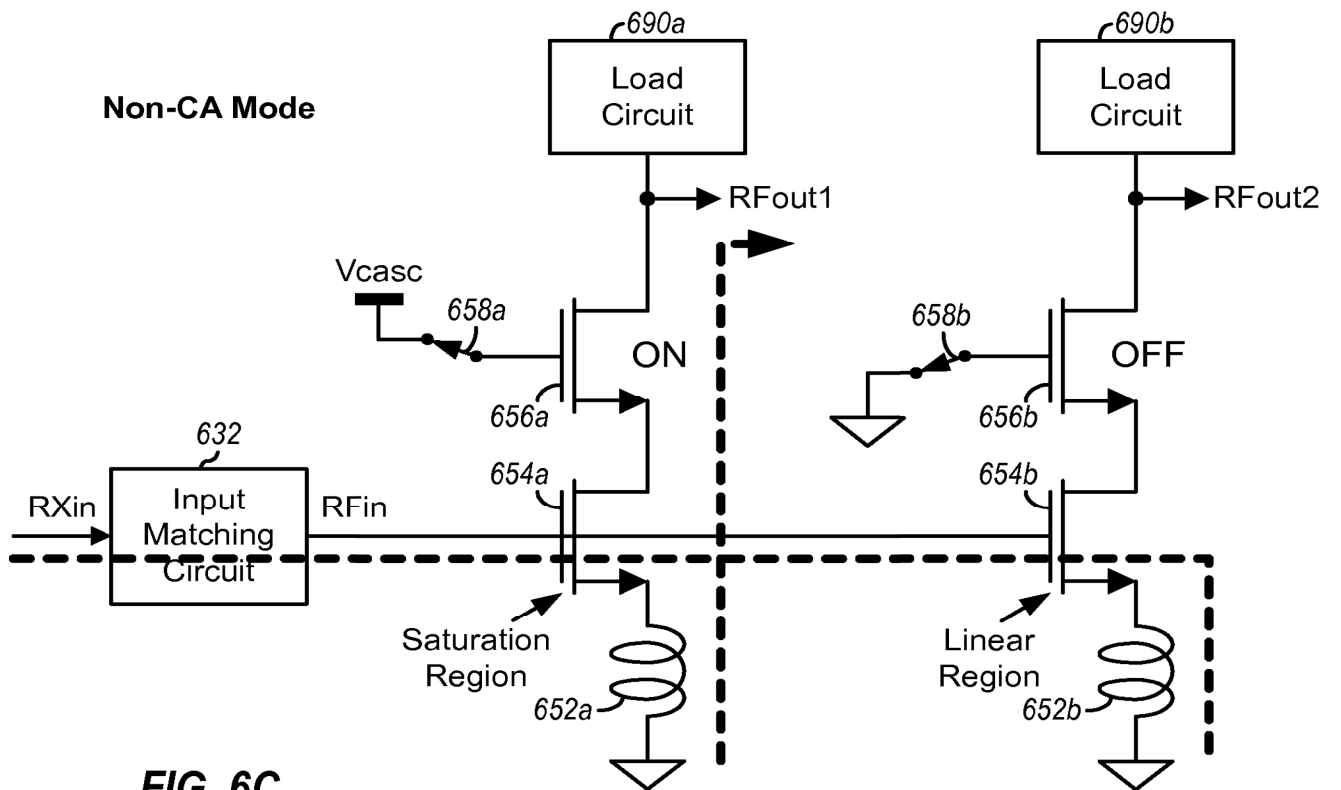 690a
690b
Load
Circuit
Load
Circuit
Non-CA Mode
RFout1
RFout2
Vcasc
658a
658b
ON
OFF
656a
656b
632
654a
654b
RXin
Input
Matching
Circuit
RFin
Saturation
Region
Linear
Region
652a
652b
FIG. 6C